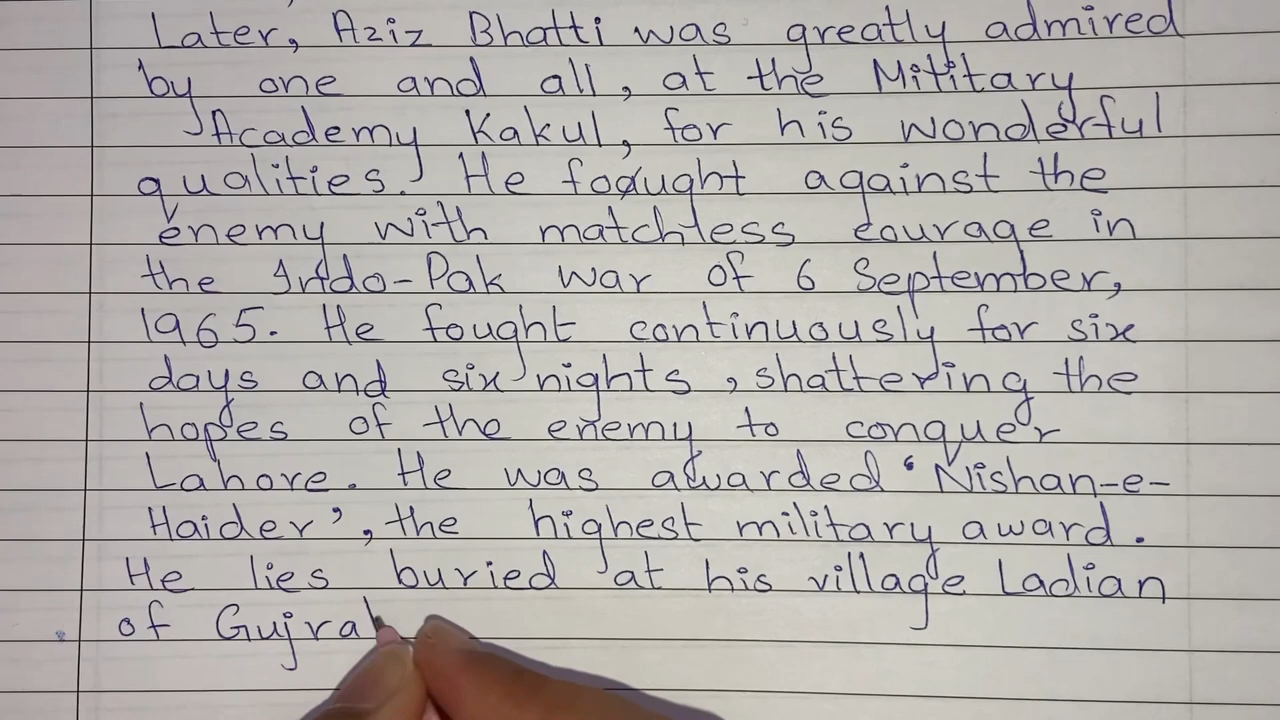 Later, Aziz Bhatti was greatly admired
by one and all, at the Mititary
Academy Kakul, for his wonderful
qualities. He foaught against the
enemy with matchless courage in
the Indo-Pak war of 6 September,
1965. He fought continuously for six
days and six nights, shattering the
hopes of the enemy to conquer
Lahore. He was awarded 'Nishan-e-
Haider', the highest military award.
He lies buried at his village Ladian
of Gujra